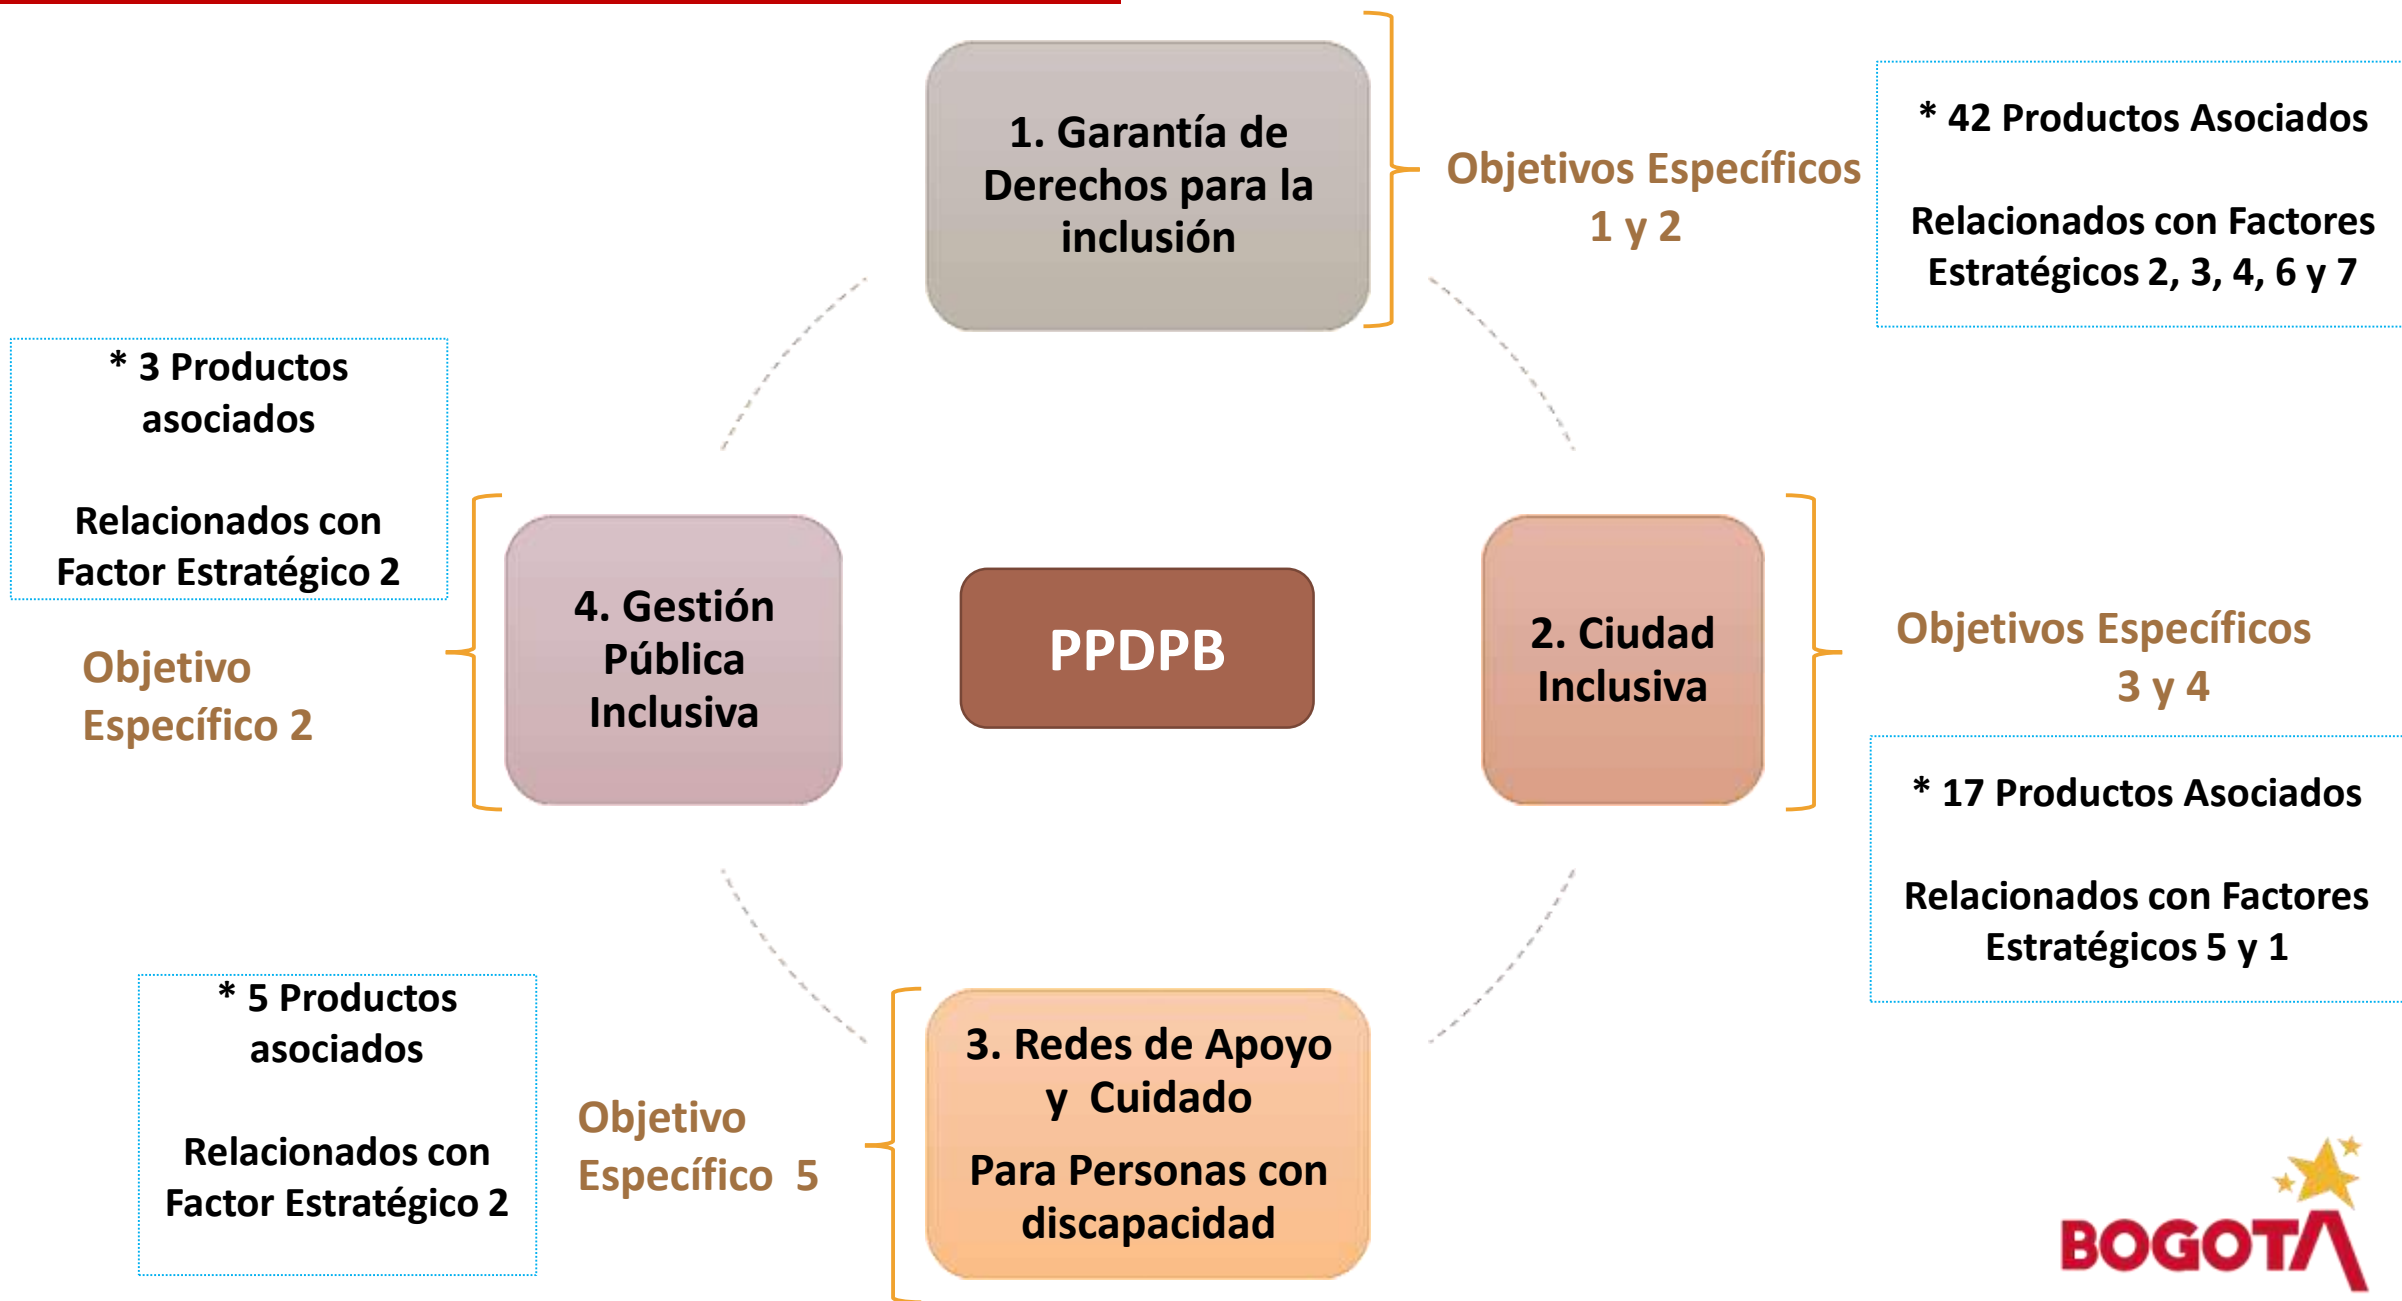 1. Garantía de
Derechos para la
inclusión
Objetivos Específicos
1 y 2
* 42 Productos Asociados
Relacionados con Factores
Estratégicos 2, 3, 4, 6 y 7
* 3 Productos
asociados
Relacionados con
Factor Estratégico 2
Objetivo
Específico 2
4. Gestión
Pública
Inclusiva
PPDPB
2. Ciudad
Inclusiva
Objetivos Específicos
3 y 4
* 17 Productos Asociados
Relacionados con Factores
Estratégicos 5 y 1
* 5 Productos
asociados
Relacionados con
Factor Estratégico 2
Objetivo
Específico 5
3. Redes de Apoyo
y Cuidado
Para Personas con
discapacidad
BOGOTA